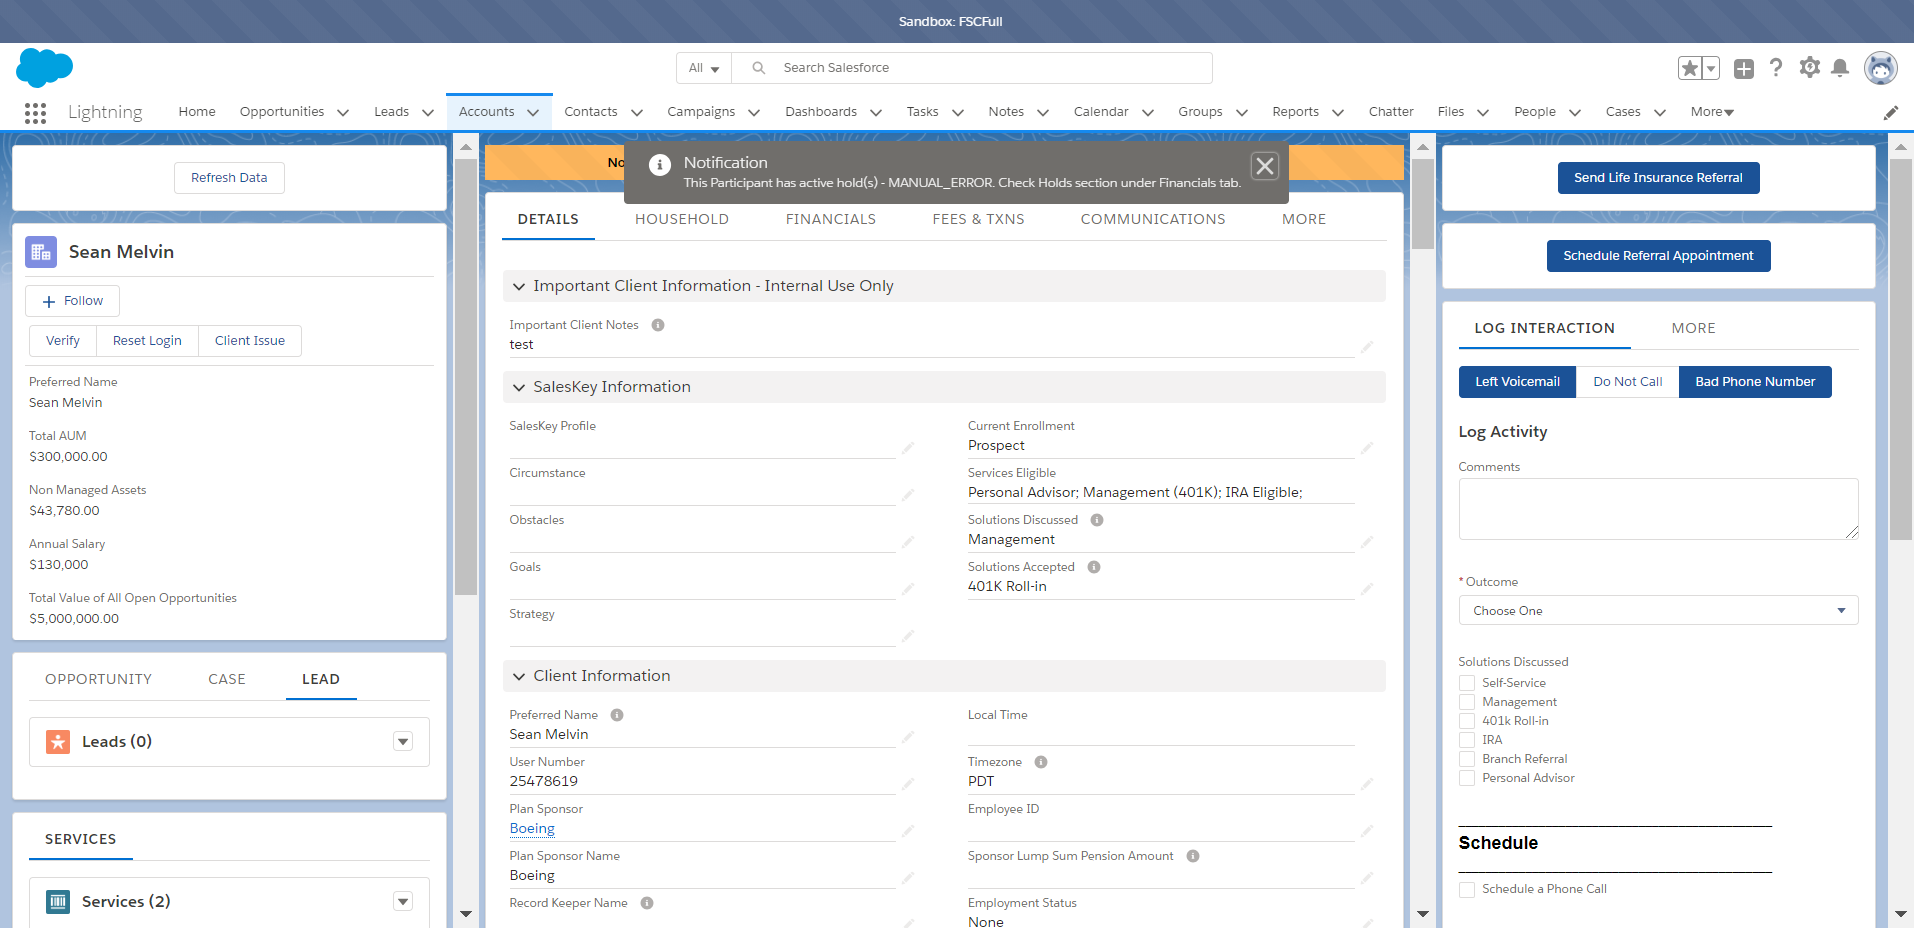 Sandbox: FSCFull
All
Search Salesforce
Lightning
Home
Opportunities
Leads
Accounts
Contacts
Campaigns
Dashboards
Tasks
Notes
Calendar
Groups
Reports
Chatter
Files
People
Cases
More
Refresh Data
Sean Melvin
Follow
Verify
Reset Login
Client Issue
Preferred Name
Sean Melvin
Total AUM
$300,000.00
Non Managed Assets
$43,780.00
Annual Salary
$130,000
Total Value of All Open Opportunities
$5,000,000.00
OPPORTUNITY
CASE
LEAD
Leads (0)
SERVICES
Services (2)
No
Notification
This Participant has active hold(s) - MANUAL_ERROR. Check Holds section under Financials tab.
DETAILS
HOUSEHOLD
FINANCIALS
FEES & TXNS
COMMUNICATIONS
MORE
Important Client Information - Internal Use Only
Important Client Notes
test
SalesKey Information
SalesKey Profile
Circumstance
Obstacles
Goals
Strategy
Current Enrollment
Prospect
Services Eligible
Personal Advisor; Management (401K); IRA Eligible;
Solutions Discussed
Management
Solutions Accepted
401K Roll-in
Client Information
Preferred Name
Sean Melvin
User Number
25478619
Plan Sponsor
Boeing
Plan Sponsor Name
Boeing
Record Keeper Name
Local Time
Timezone
PDT
Employee ID
Sponsor Lump Sum Pension Amount
Employment Status
None
Send Life Insurance Referral
Schedule Referral Appointment
LOG INTERACTION
MORE
Left Voicemail
Do Not Call
Bad Phone Number
Log Activity
Comments
* Outcome
Choose One
Solutions Discussed
Self-Service
Management
401k Roll-in
IRA
Branch Referral
Personal Advisor
Schedule
Schedule a Phone Call